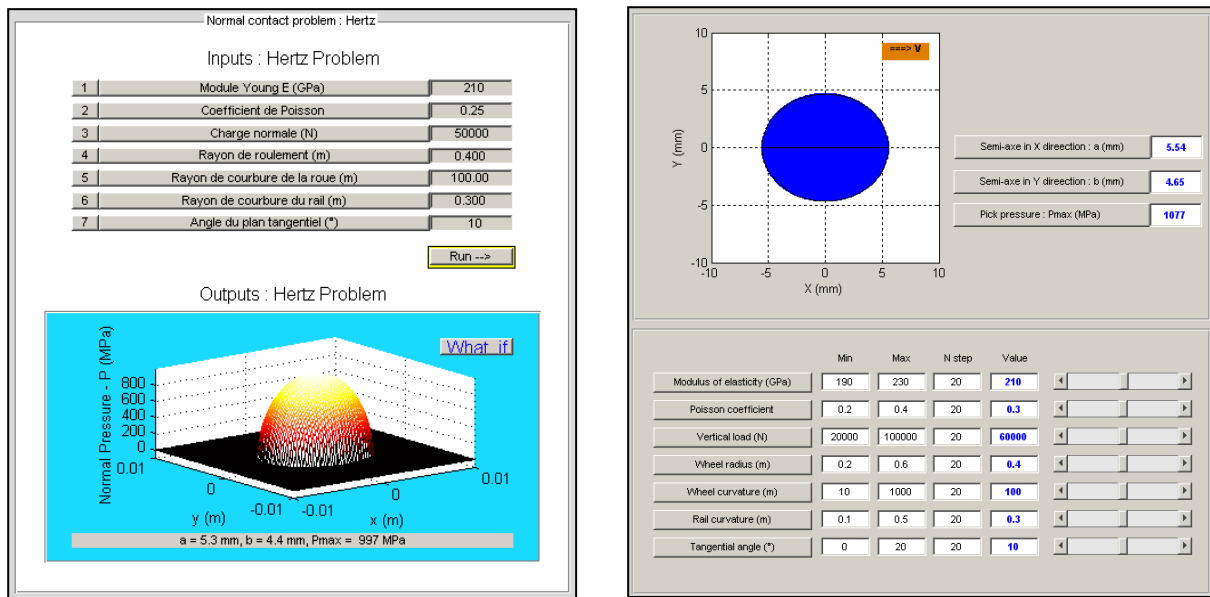 Normal contact problem : Hertz
Inputs : Hertz Problem
1 Module Young E (GPa) 210
2 Coefficient de Poisson 0.25
3 Charge normale (N) 50000
4 Rayon de roulement (m) 0.400
5 Rayon de courbure de la roue (m) 100.00
6 Rayon de courbure du rail (m) 0.300
7 Angle du plan tangentiel (°) 10
Run -->
Outputs : Hertz Problem
What_if
Normal Pressure - P (MPa)
800
600
400
200
0
0.01
0
-0.01
y (m)
-0.01
0
0.01
x (m)
a = 5.3 mm, b = 4.4 mm, Pmax = 997 MPa
===> V
10
5
0
-5
-10
Y (mm)
-10 -5 0 5 10
X (mm)
Semi-axe in X direection : a (mm) 5.54
Semi-axe in Y direection : b (mm) 4.65
Pick pressure : Pmax (MPa) 1077
Min Max N step Value
Modulus of elasticity (GPa) 190 230 20 210
Poisson coefficient 0.2 0.4 20 0.3
Vertical load (N) 20000 100000 20 60000
Wheel radius (m) 0.2 0.6 20 0.4
Wheel curvature (m) 10 1000 20 100
Rail curvature (m) 0.1 0.5 20 0.3
Tangential angle (°) 0 20 20 10